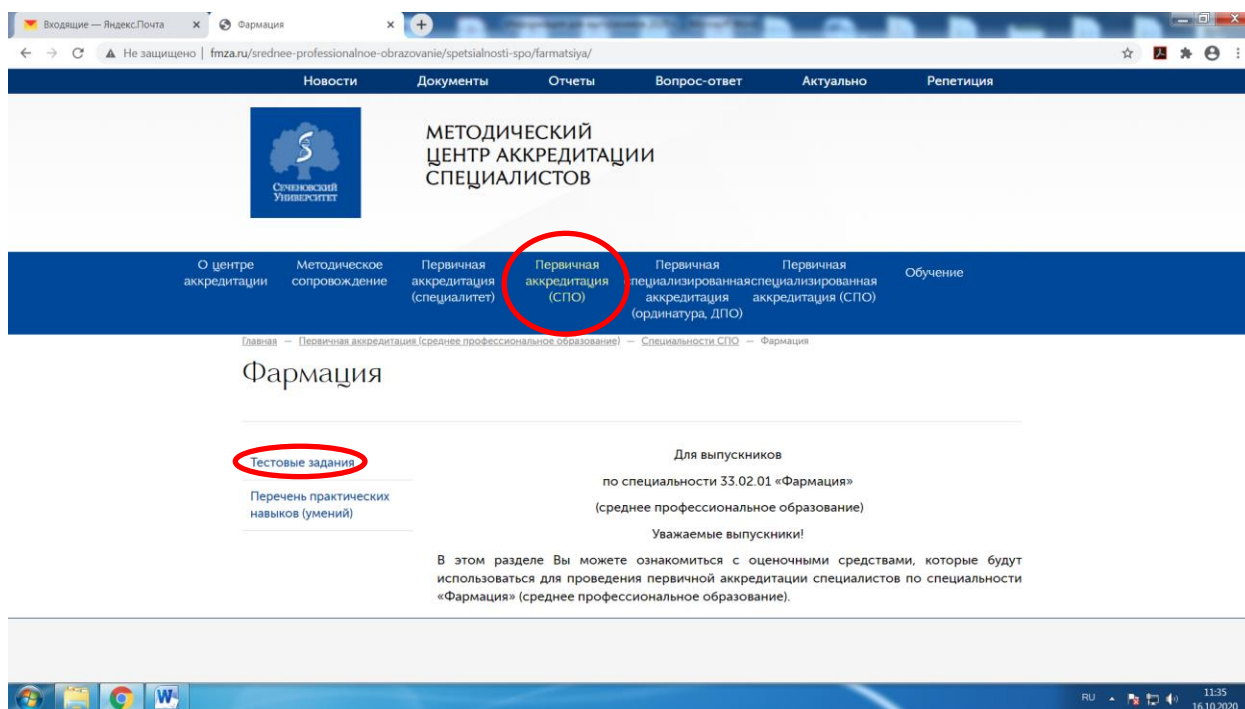 Входящие — Яндекс.Почта
Фармация
Не защищено | fmza.ru/srednee-professionalnoe-obrazovanie/spetsialnosti-spo/farmatsiya/
Новости Документы Отчеты Вопрос-ответ Актуально Репетиция
Сеченовский
Университет
МЕТОДИЧЕСКИЙ
ЦЕНТР АККРЕДИТАЦИИ
СПЕЦИАЛИСТОВ
О центре
аккредитации
Методическое
сопровождение
Первичная
аккредитация
(специалитет)
Первичная
аккредитация
(СПО)
Первичная
специализированная
аккредитация
(ординатура, ДПО)
Первичная
специализированная
аккредитация (СПО)
Обучение
Главная — Первичная аккредитация (среднее профессиональное образование) — Специальности СПО — Фармация
Фармация
Тестовые задания
Перечень практических
навыков (умений)
Для выпускников
по специальности 33.02.01 «Фармация»
(среднее профессиональное образование)
Уважаемые выпускники!
В этом разделе Вы можете ознакомиться с оценочными средствами, которые будут
использоваться для проведения первичной аккредитации специалистов по специальности
«Фармация» (среднее профессиональное образование).
RU
11:35
16.10.2020